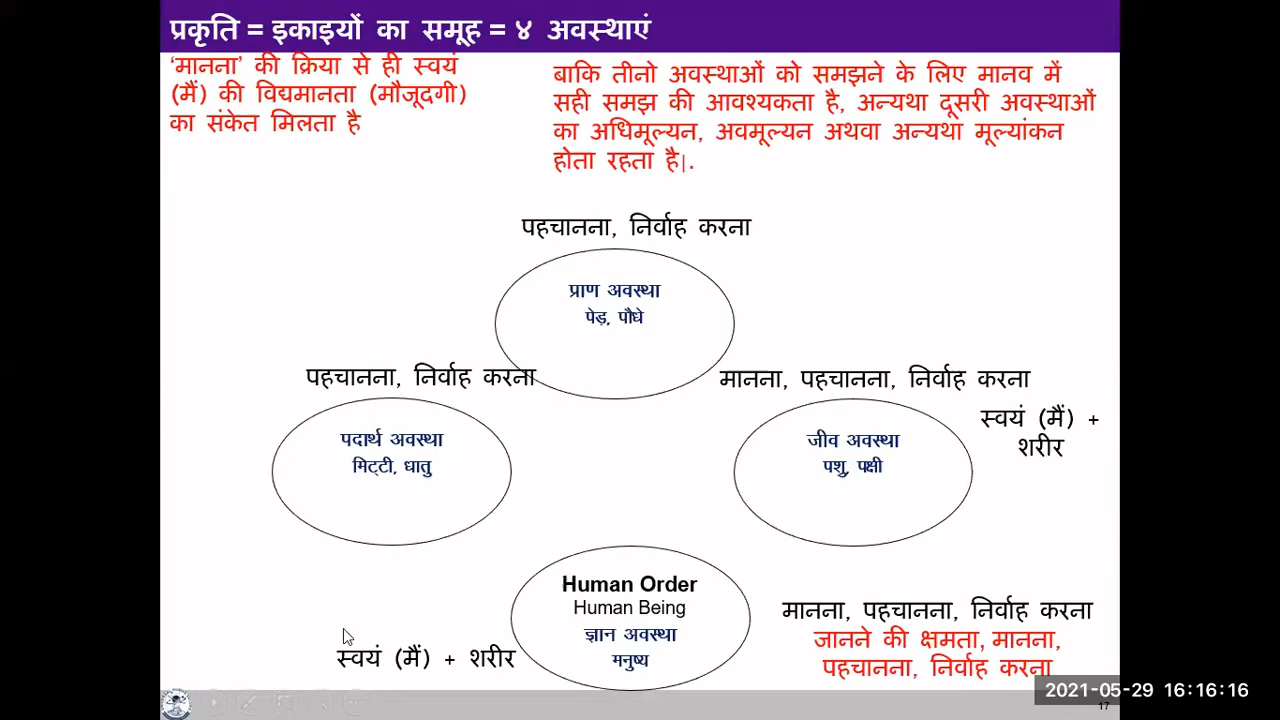 प्रकृति = इकाइयों का समूह = ४ अवस्थाएं
‘मानना’ की क्रिया से ही स्वयं
(मैं) की विद्यमानता (मौजूदगी)
का संकेत मिलता है
बाकि तीनो अवस्थाओं को समझने के लिए मानव में
सही समझ की आवश्यकता है, अन्यथा दूसरी अवस्थाओं
का अधिमूल्यन, अवमूल्यन अथवा अन्यथा मूल्यांकन
होता रहता है|.
पहचानना, निर्वाह करना
प्राण अवस्था
पेड़, पौधे
पहचानना, निर्वाह करना
पदार्थ अवस्था
मिट्टी, धातु
मानना, पहचानना, निर्वाह करना
जीव अवस्था
पशु, पक्षी
स्वयं (मैं) +
शरीर
Human Order
Human Being
ज्ञान अवस्था
मनुष्य
स्वयं (मैं) + शरीर
मानना, पहचानना, निर्वाह करना
जानने की क्षमता, मानना,
पहचानना, निर्वाह करना
2021-05-29 16:16:16
17